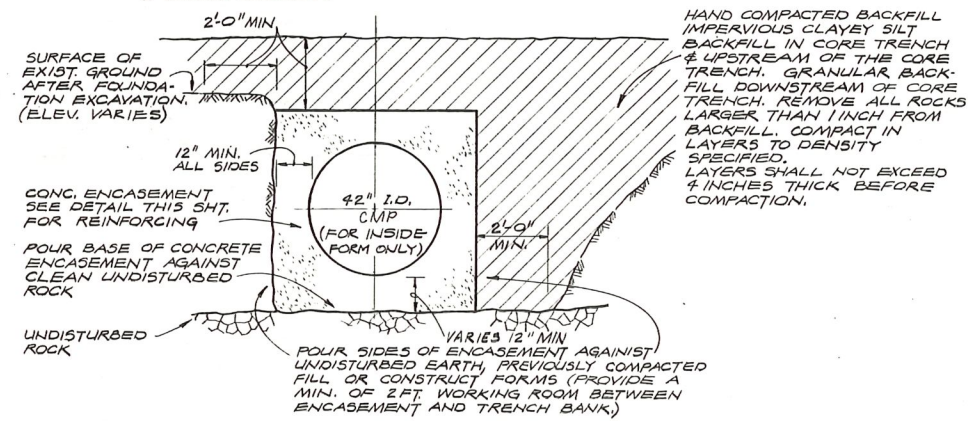 2'-0" MIN.
SURFACE OF
EXIST. GROUND
AFTER FOUNDA-
TION EXCAVATION.
(ELEV. VARIES)
HAND COMPACTED BACKFILL
IMPERVIOUS CLAYEY SILT
BACKFILL IN CORE TRENCH
& UPSTREAM OF THE CORE
TRENCH. GRANULAR BACK-
FILL DOWNSTREAM OF CORE
TRENCH. REMOVE ALL ROCKS
LARGER THAN 1 INCH FROM
BACKFILL. COMPACT IN
LAYERS TO DENSITY
SPECIFIED.
LAYERS SHALL NOT EXCEED
4 INCHES THICK BEFORE
COMPACTION.
12" MIN.
ALL SIDES
CONC. ENCASEMENT
SEE DETAIL THIS SHT.
FOR REINFORCING
42" I.D.
CMP
(FOR INSIDE
FORM ONLY)
2'-0"
MIN.
POUR BASE OF CONCRETE
ENCASEMENT AGAINST
CLEAN UNDISTURBED
ROCK
UNDISTURBED
ROCK
VARIES 12" MIN
POUR SIDES OF ENCASEMENT AGAINST
UNDISTURBED EARTH, PREVIOUSLY COMPACTED
FILL OR CONSTRUCT FORMS (PROVIDE A
MIN. OF 2 FT. WORKING ROOM BETWEEN
ENCASEMENT AND TRENCH BANK.)